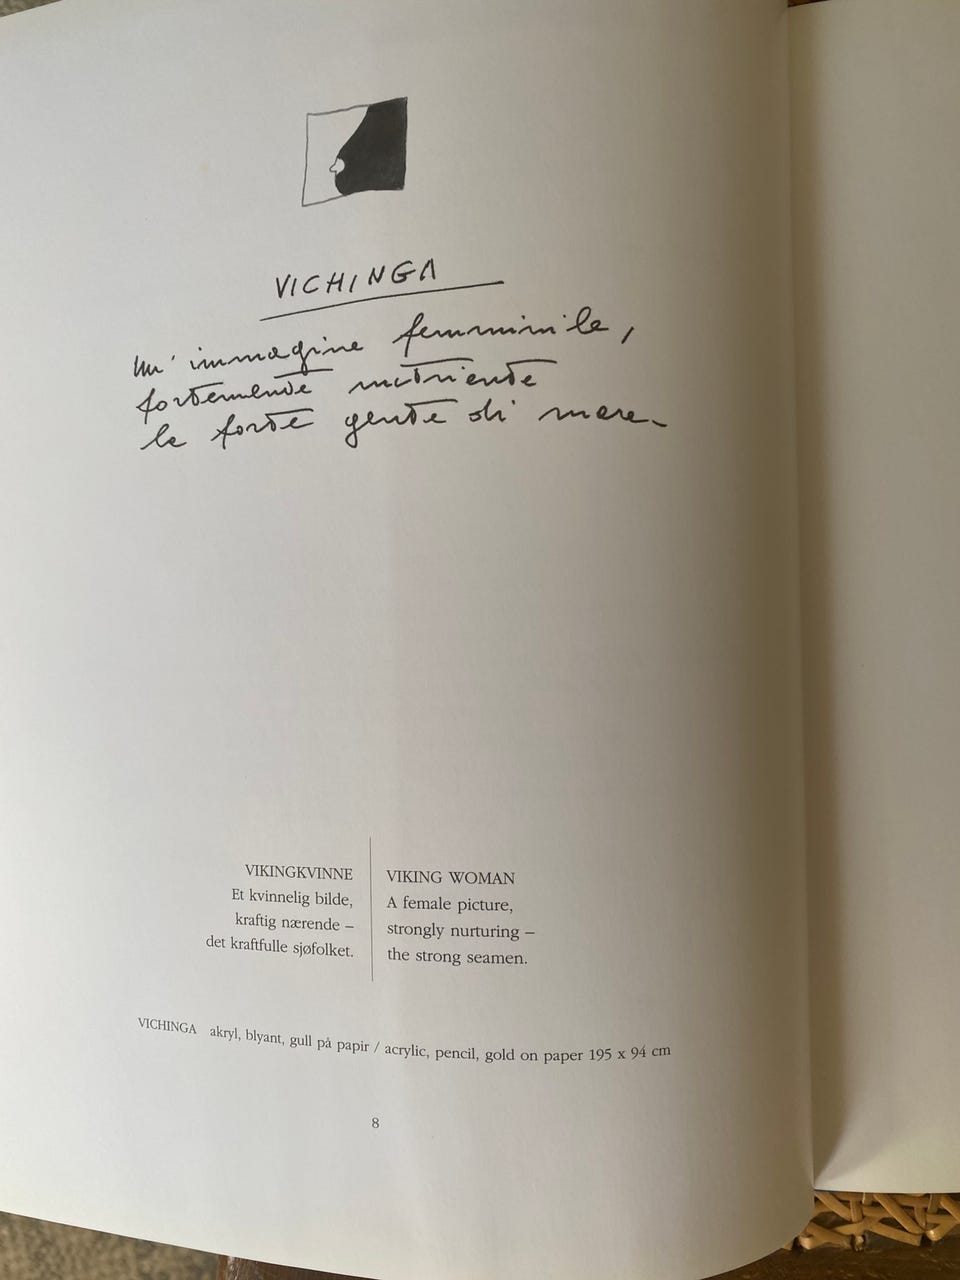 VICHINGA
Un' immagine femminile,
fortemente nutriente
la forte gente di mare.
VIKINGKVINNE
Et kvinnelig bilde,
kraftig nærende –
det kraftfulle sjøfolket.
VIKING WOMAN
A female picture,
strongly nurturing –
the strong seamen.
VICHINGA akryl, blyant, gull på papir / acrylic, pencil, gold on paper 195 x 94 cm
8